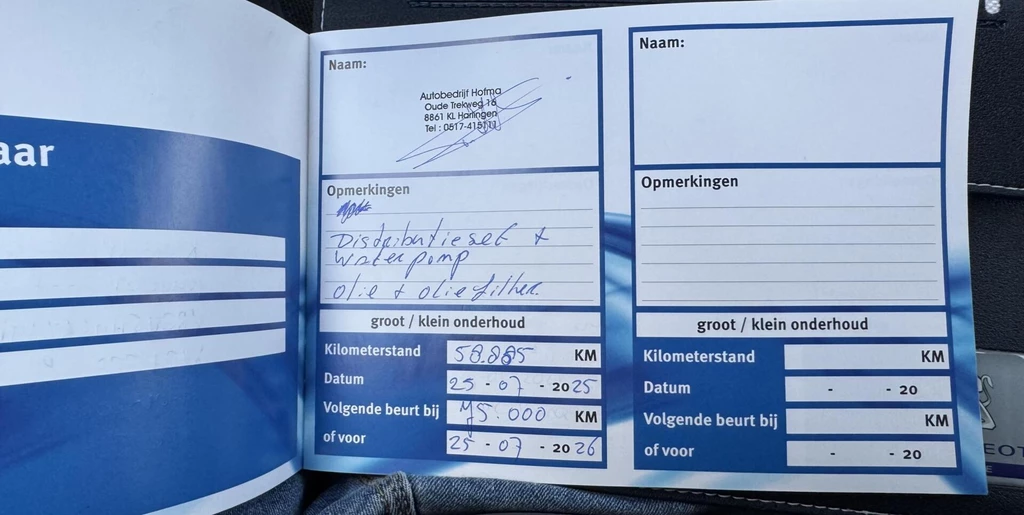 aar
Naam:
Autobedrijf Hofma
Oude Trekweg 16
8861 KL Harlingen
Tel : 0517-415111
Opmerkingen
Distributieset +
Waterpomp
olie + oliefilter
groot / klein onderhoud
Kilometerstand 58.885 KM
Datum 25 - 07 - 2025
Volgende beurt bij 75.000 KM
of voor 25 - 07 - 2026
Naam:
Opmerkingen
groot / klein onderhoud
Kilometerstand KM
Datum - - 20
Volgende beurt bij KM
of voor - - 20
EOT